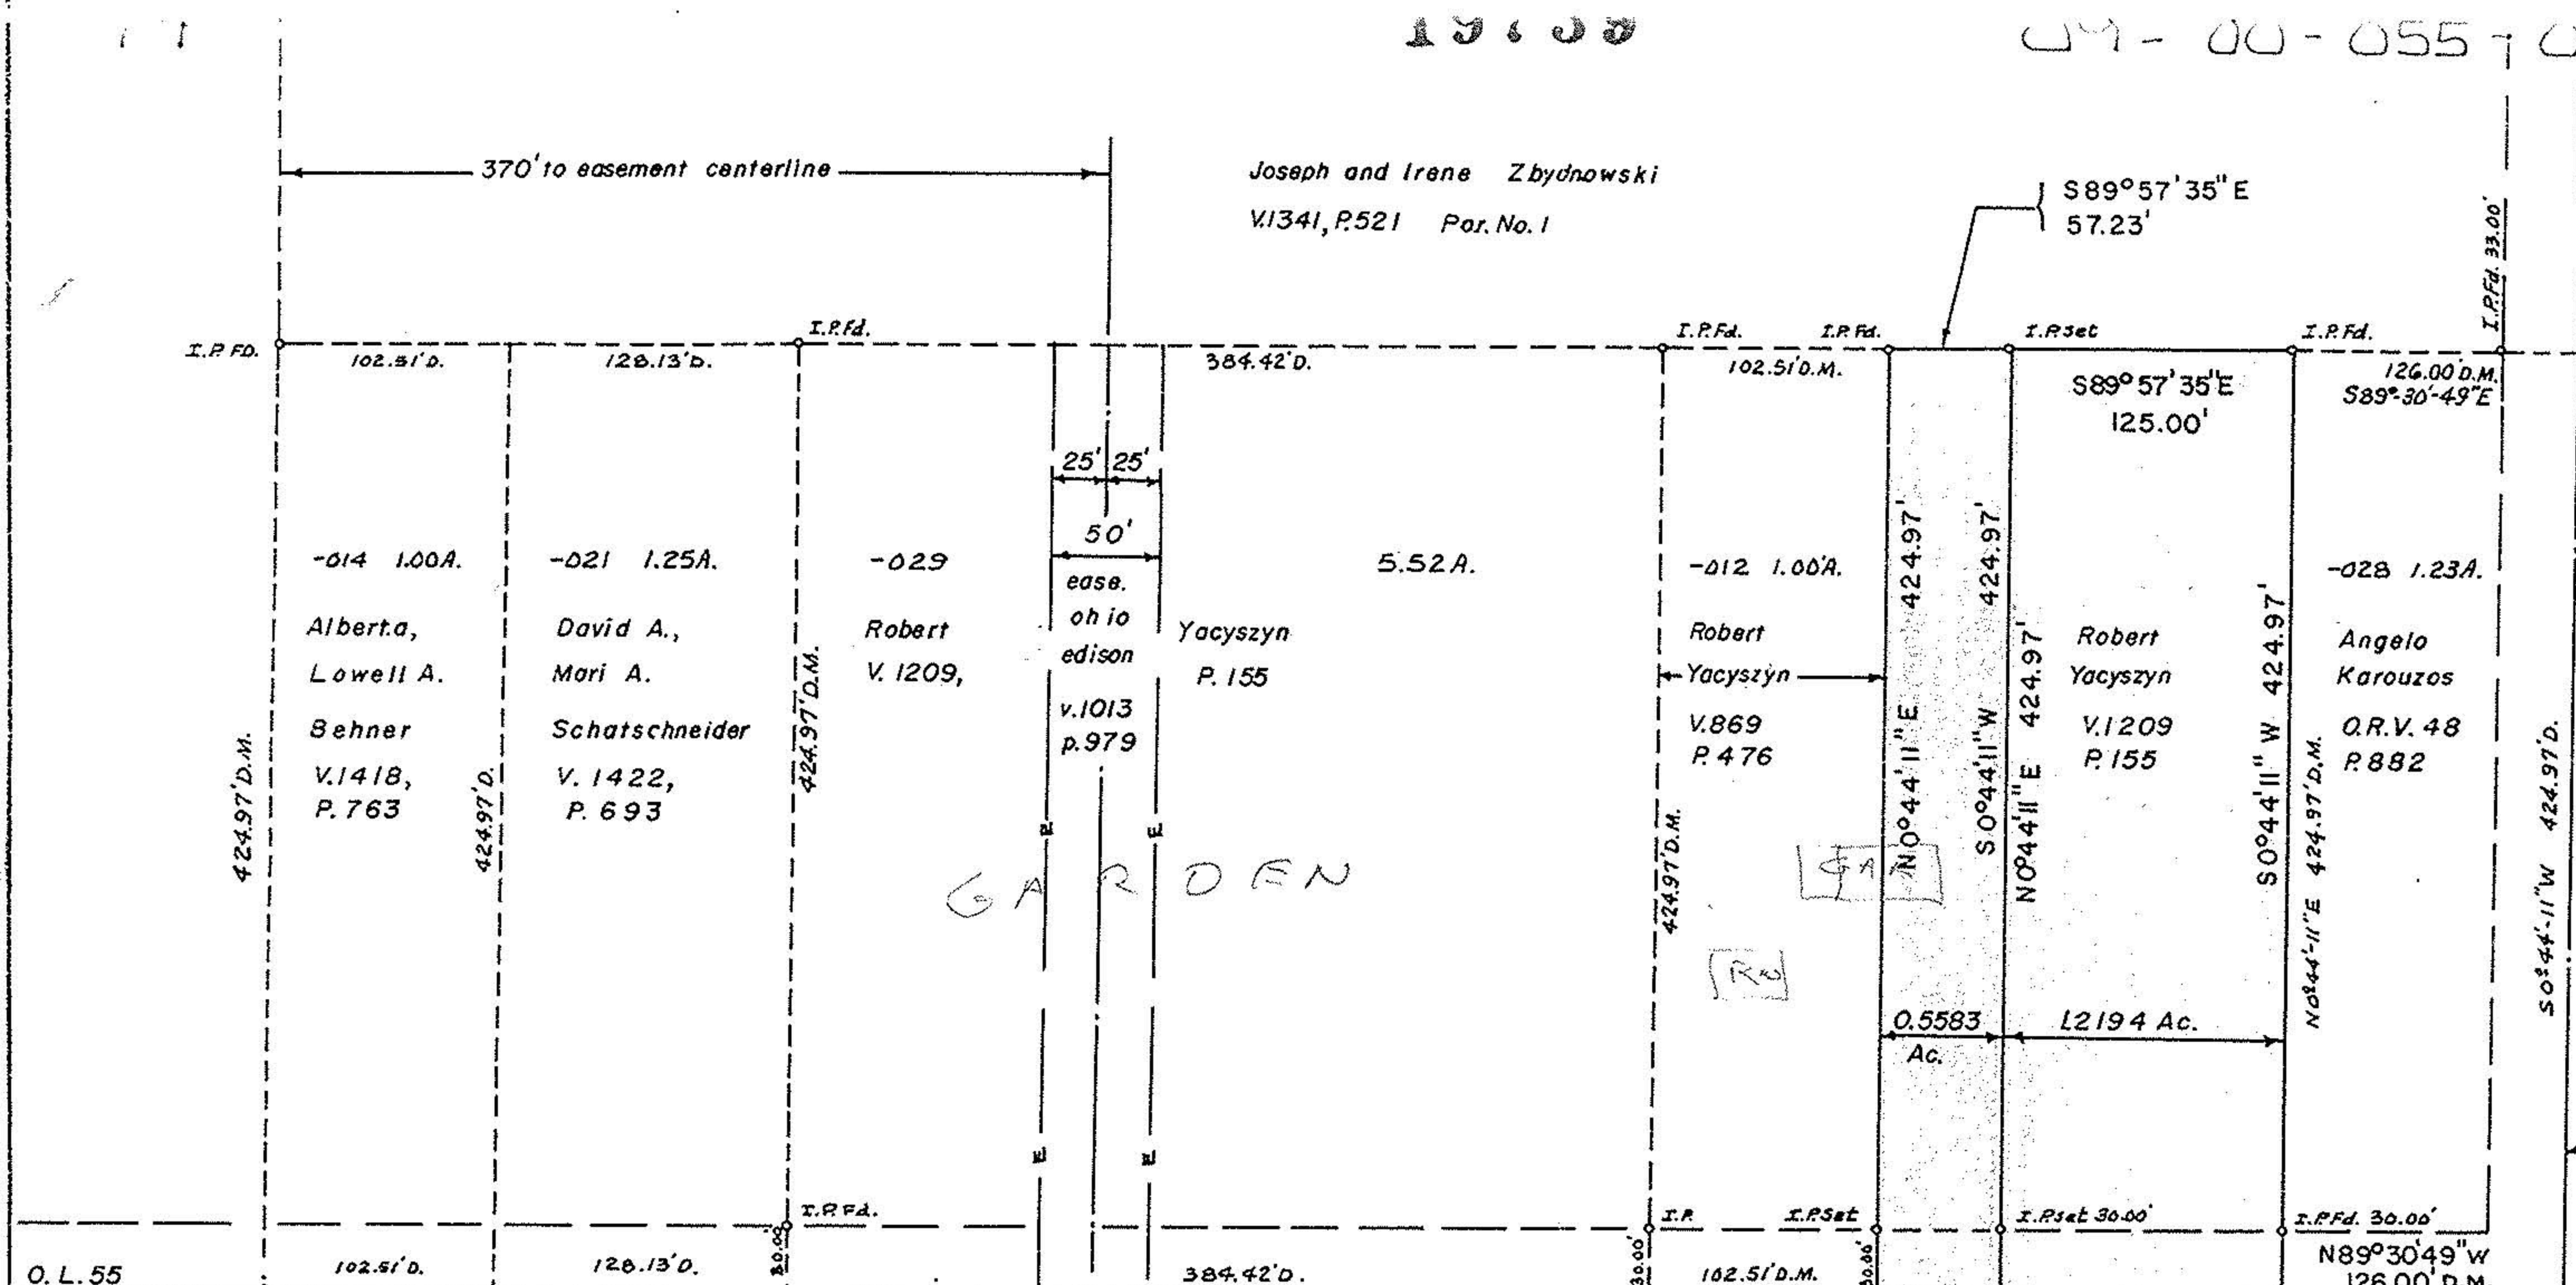 370' to easement centerline
Joseph and Irene Zbydnowski
V.1341, P.521 Par. No. 1
S89°57'35"E
57.23'
I.P.Fd. 33.00'
I.P. FD.
102.51'D.
128.13'D.
I.P.Fd.
384.42'D.
I.P.Fd.
102.51'D.M.
I.P.Fd.
I.P.Set
S89°57'35"E
125.00'
I.P.Fd.
126.00'D.M.
S89°-30'-49"E
25' 25'
50'
ease.
ohio
edison
v.1013
p.979
-014 1.00A.
Alberta,
Lowell A.
Behner
V.1418,
P. 763
-021 1.25A.
David A.,
Mari A.
Schatschneider
V. 1422,
P. 693
-029
Robert
V. 1209,
Yacyszyn
P. 155
5.52A.
-012 1.00A.
Robert
Yacyszyn
V.869
P. 476
Robert
Yacyszyn
V.1209
P. 155
-028 1.23A.
Angelo
Karouzos
O.R.V. 48
P. 882
424.97'D.M.
424.97'D.
424.97'D.M.
424.97'D.M.
N0°44'11"E 424.97'
S0°44'11"W 424.97'
N0°44'11"E 424.97'
S0°44'11"W 424.97'
N0°44'-11"E 424.97'D.M.
S0°44'-11"W 424.97'D.
E
E
E
E
GARDEN
GAR
0.5583
Ac.
1.2194 Ac.
I.P.Fd.
I.P.
I.P.Set
I.P.Set 30.00'
I.P.Fd. 30.00'
O.L.55
102.51'D.
128.13'D.
30.00'
384.42'D.
30.00'
102.51'D.M.
30.00'
N89°30'49"W
126.00'D.M.